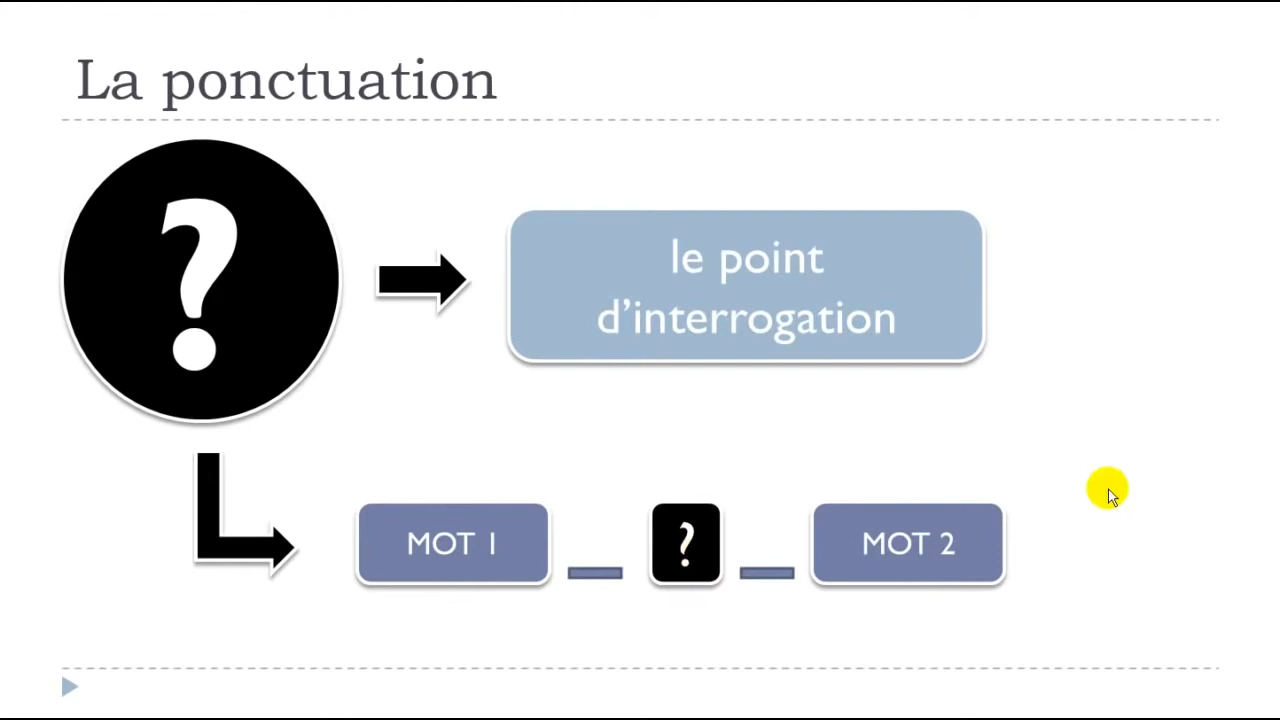 La ponctuation
?
le point
d’interrogation
MOT 1 _ ? _ MOT 2